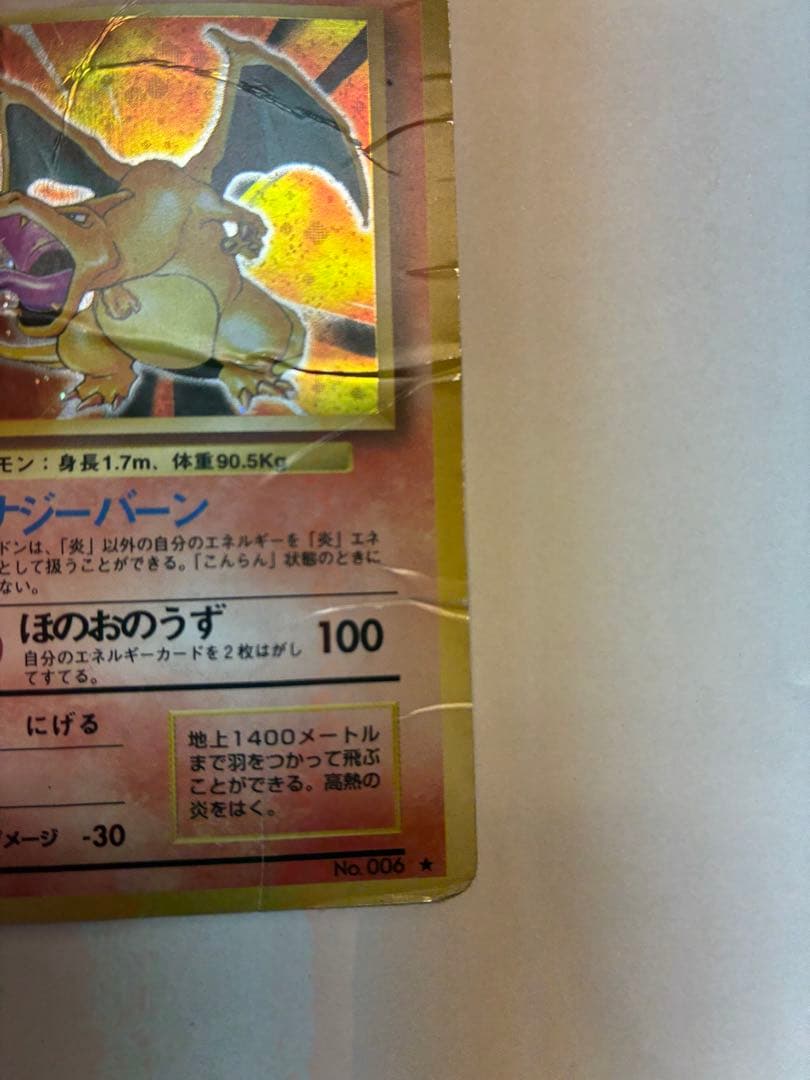 モン：身長1.7m、体重90.5Kg
ナジーバーン
ドンは、「炎」以外の自分のエネルギーを「炎」エネ
として扱うことができる。「こんらん」状態のときに
ない。
ほのおのうず 100
自分のエネルギーカードを2枚はがし
てすてる。
にげる
地上1400メートル
まで羽をつかって飛ぶ
ことができる。高熱の
炎をはく。
メージ -30
No. 006 ★